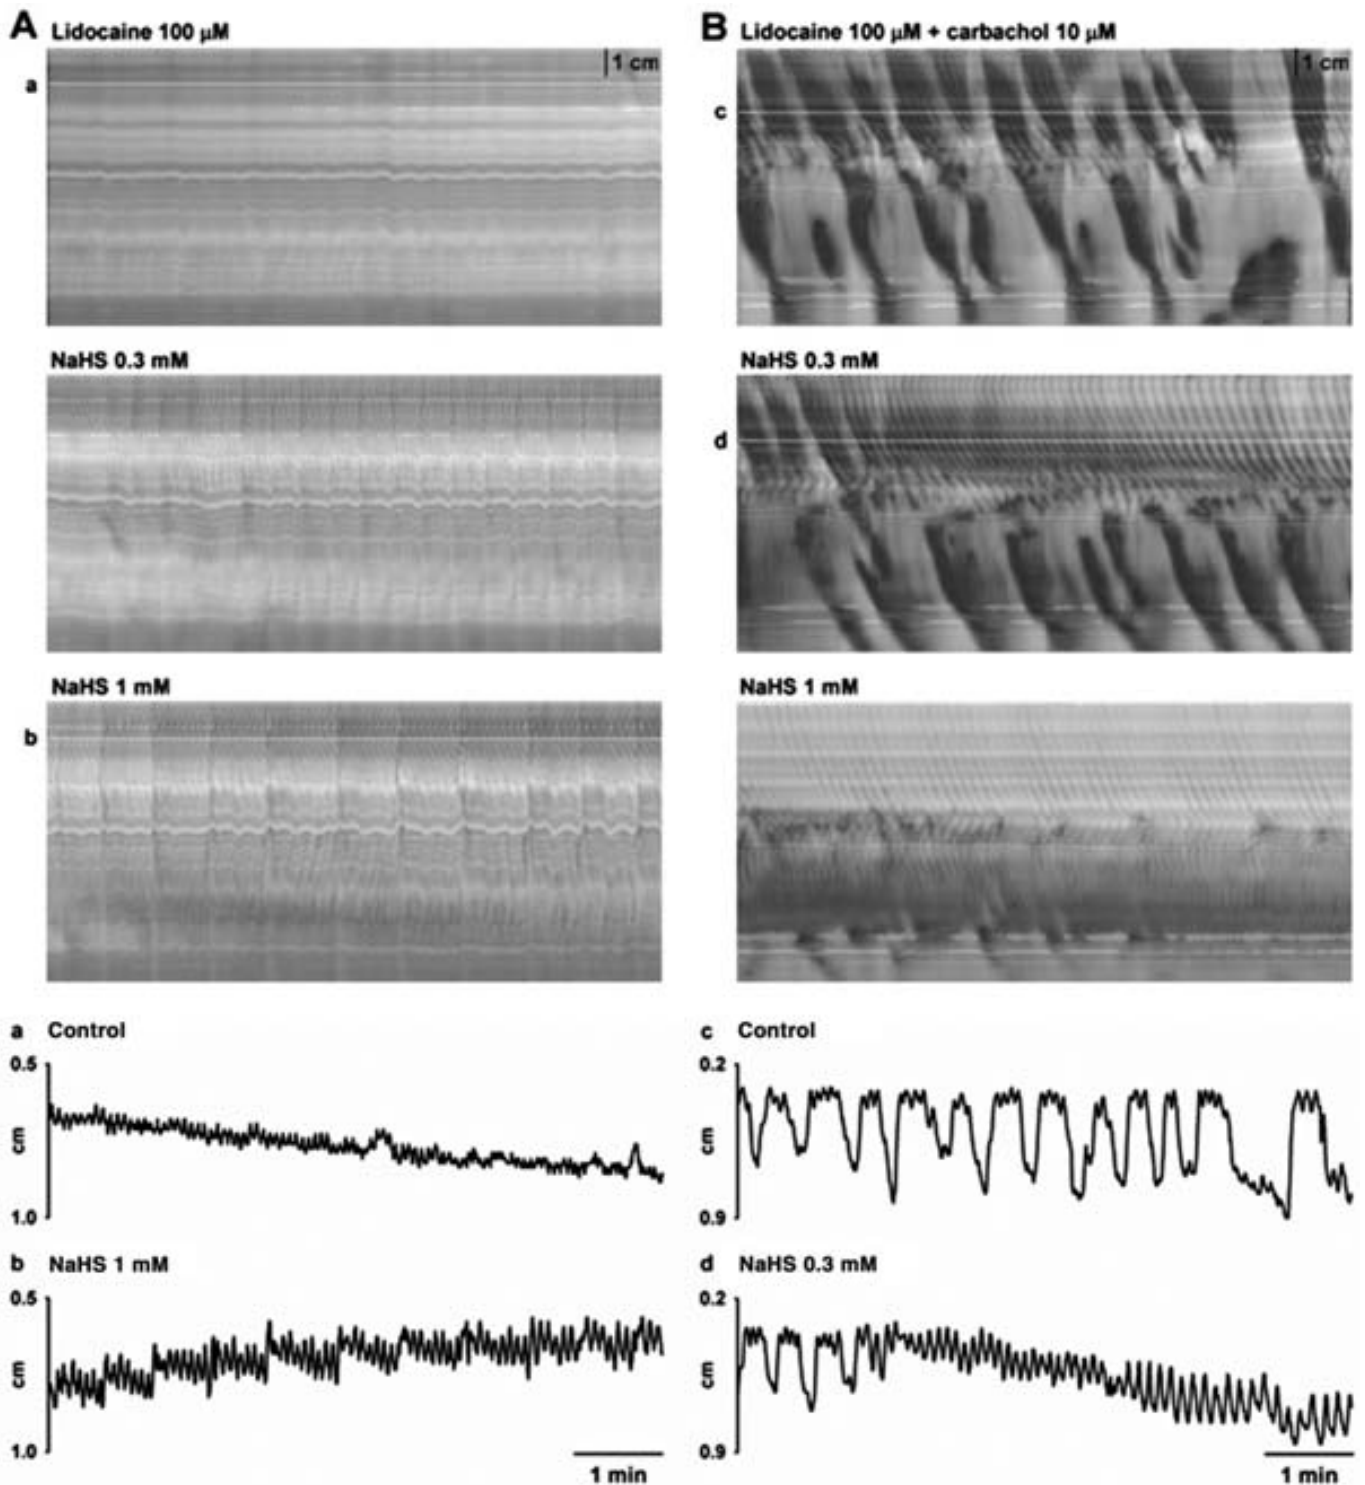 A Lidocaine 100 µM
1 cm
a
NaHS 0.3 mM
NaHS 1 mM
b
B Lidocaine 100 µM + carbachol 10 µM
1 cm
c
NaHS 0.3 mM
d
NaHS 1 mM
a Control
0.5
cm
1.0
b NaHS 1 mM
0.5
cm
1.0
1 min
c Control
0.2
cm
0.9
d NaHS 0.3 mM
0.2
cm
0.9
1 min